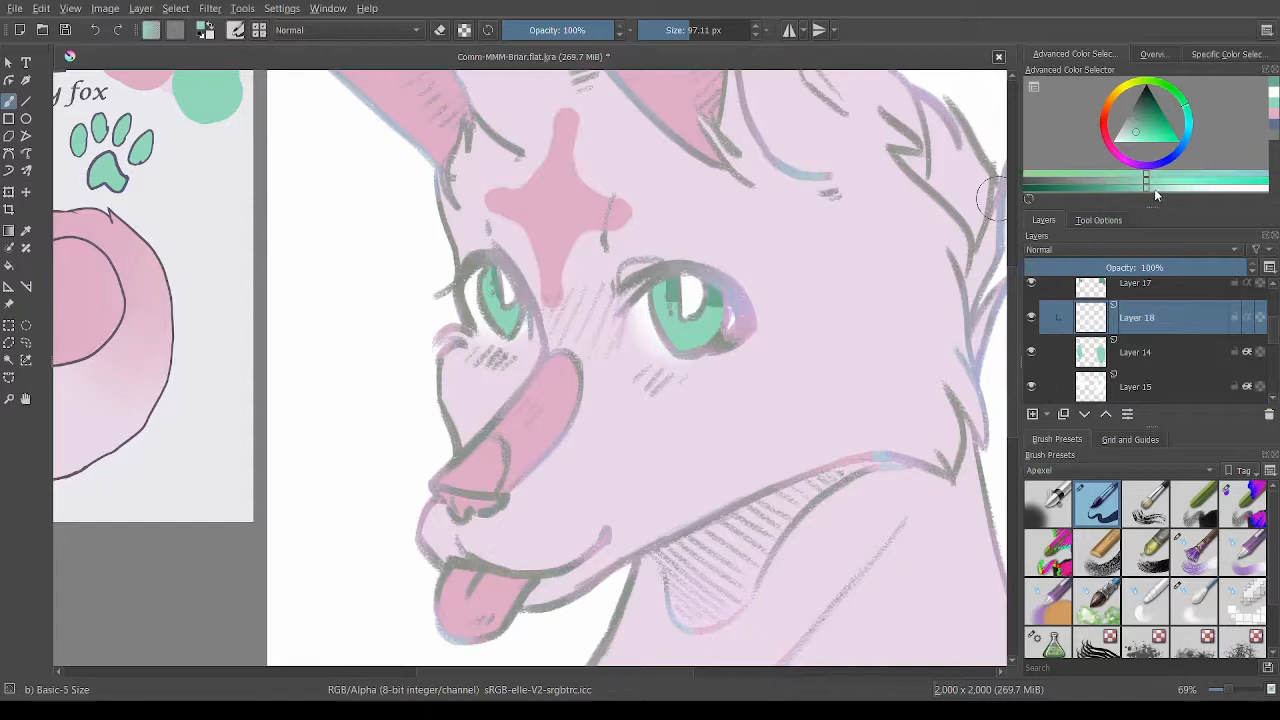 File Edit View Image Layer Select Filter Tools Settings Window Help
Normal Opacity: 100% Size: 97.11 px
Comm-MMM-Briar.flat.kra (269.7 MiB) *
y fox
Advanced Color Selec... Overvi... Specific Color Selec...
Advanced Color Selector
Layers Tool Options
Layers
Normal
Opacity: 100%
Layer 17
Layer 18
Layer 14
Layer 15
Brush Presets Grid and Guides
Brush Presets
Apexel Tag
Search
b) Basic-5 Size RGB/Alpha (8-bit integer/channel) sRGB-elle-V2-srgbtrc.icc 2,000 x 2,000 (269.7 MiB) 69%